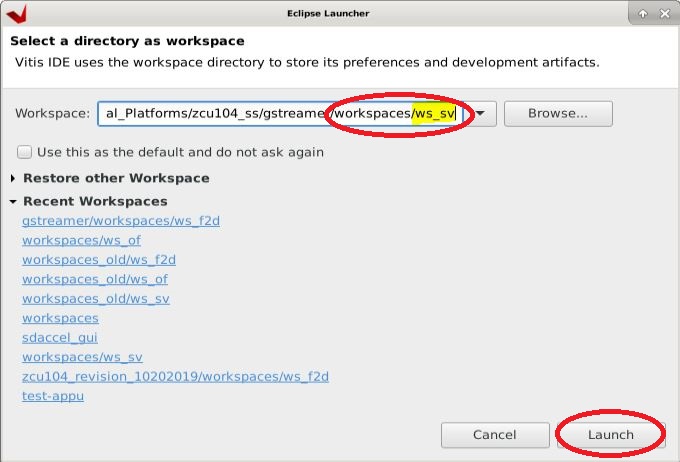 Eclipse Launcher
Select a directory as workspace
Vitis IDE uses the workspace directory to store its preferences and development artifacts.
Workspace: al_Platforms/zcu104_ss/gstreamer/workspaces/ws_sv Browse...
Use this as the default and do not ask again
Restore other Workspace
Recent Workspaces
gstreamer/workspaces/ws_f2d
workspaces/ws_of
workspaces_old/ws_f2d
workspaces_old/ws_of
workspaces_old/ws_sv
workspaces
sdaccel_gui
workspaces/ws_sv
zcu104_revision_10202019/workspaces/ws_f2d
test-appu
Cancel Launch